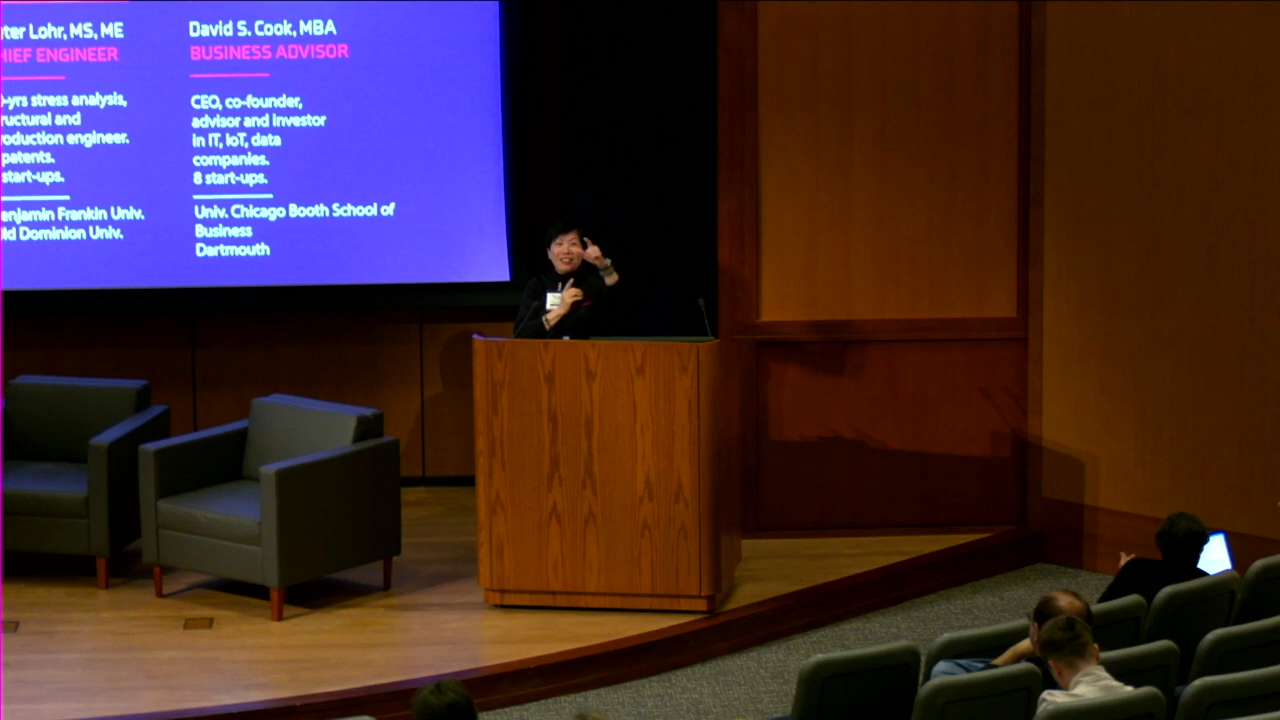 ter Lohr, MS, ME
HIEF ENGINEER
-yrs stress analysis,
ructural and
oduction engineer.
patents.
start-ups.
enjamin Frankin Univ.
ld Dominion Univ.
David S. Cook, MBA
BUSINESS ADVISOR
CEO, co-founder,
advisor and investor
in IT, IoT, data
companies.
8 start-ups.
Univ. Chicago Booth School of
Business
Dartmouth